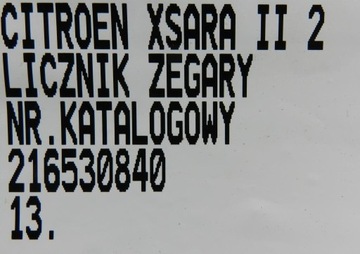 CITROEN XSARA II 2
LICZNIK ZEGARY
NR.KATALOGOWY
216530840
13.